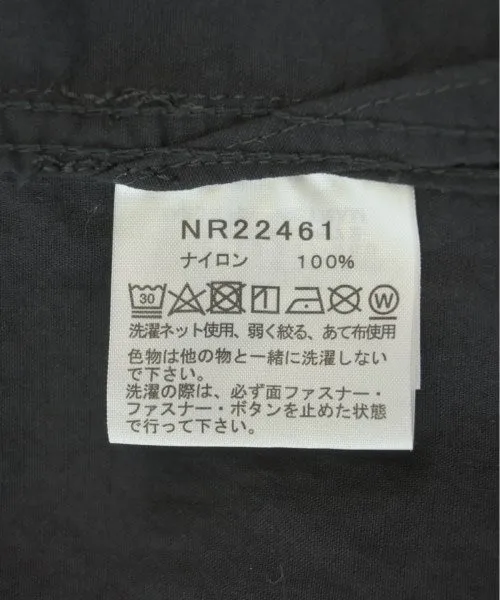 NR22461
ナイロン 100%
30 W
洗濯ネット使用、弱く絞る、あて布使用
色物は他の物と一緒に洗濯しない
で下さい。
洗濯の際は、必ず面ファスナー・
ファスナー・ボタンを止めた状態
で行って下さい。